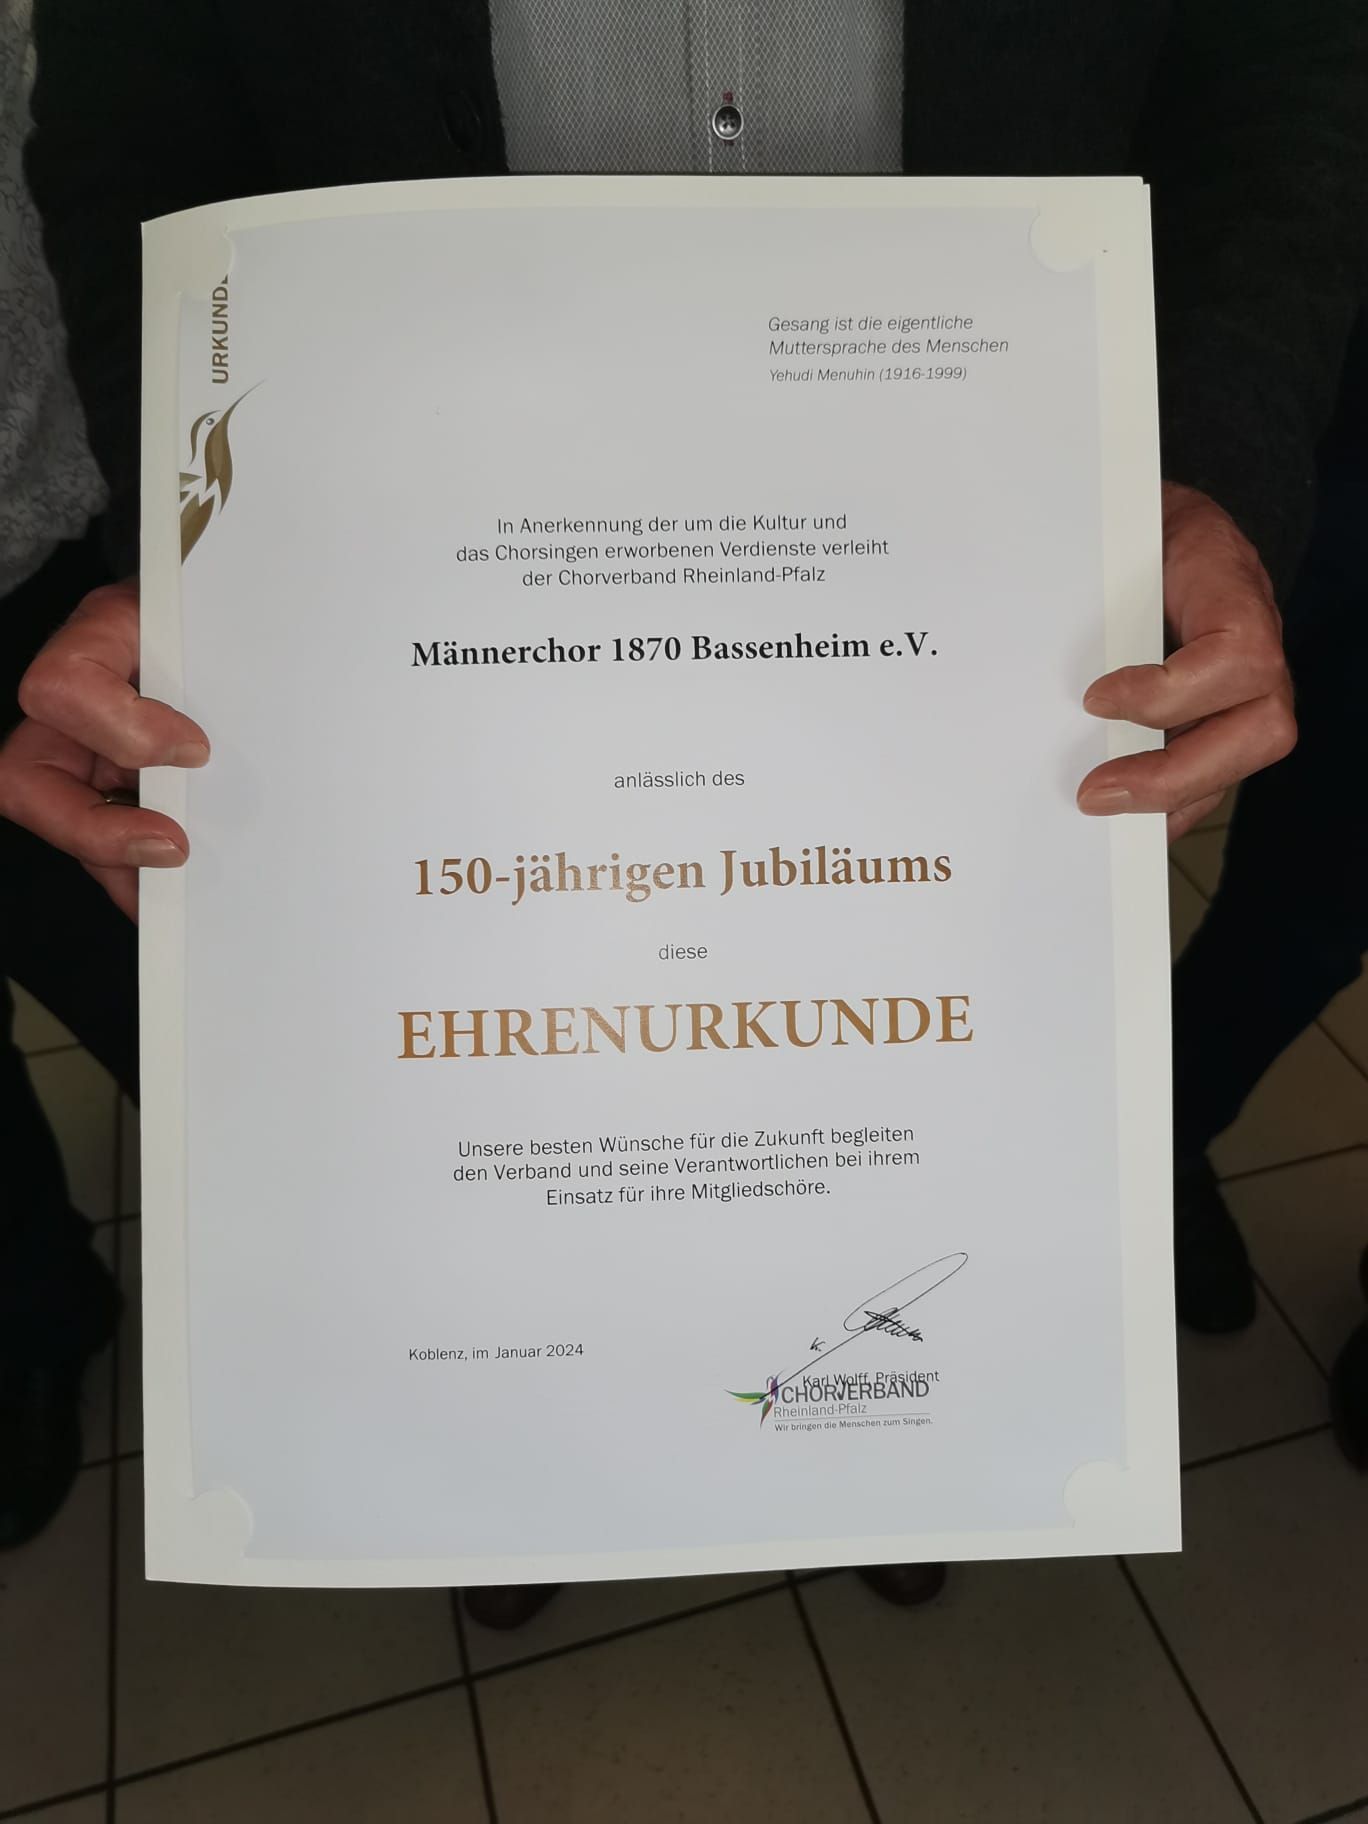 URKUNDE
Gesang ist die eigentliche
Muttersprache des Menschen
Yehudi Menuhin (1916-1999)
In Anerkennung der um die Kultur und
das Chorsingen erworbenen Verdienste verleiht
der Chorverband Rheinland-Pfalz
Männerchor 1870 Bassenheim e.V.
anlässlich des
150-jährigen Jubiläums
diese
EHRENURKUNDE
Unsere besten Wünsche für die Zukunft begleiten
den Verband und seine Verantwortlichen bei ihrem
Einsatz für ihre Mitgliedschöre.
Koblenz, im Januar 2024
K.
Karl Wolff, Präsident
CHORVERBAND
Rheinland-Pfalz
Wir bringen die Menschen zum Singen.